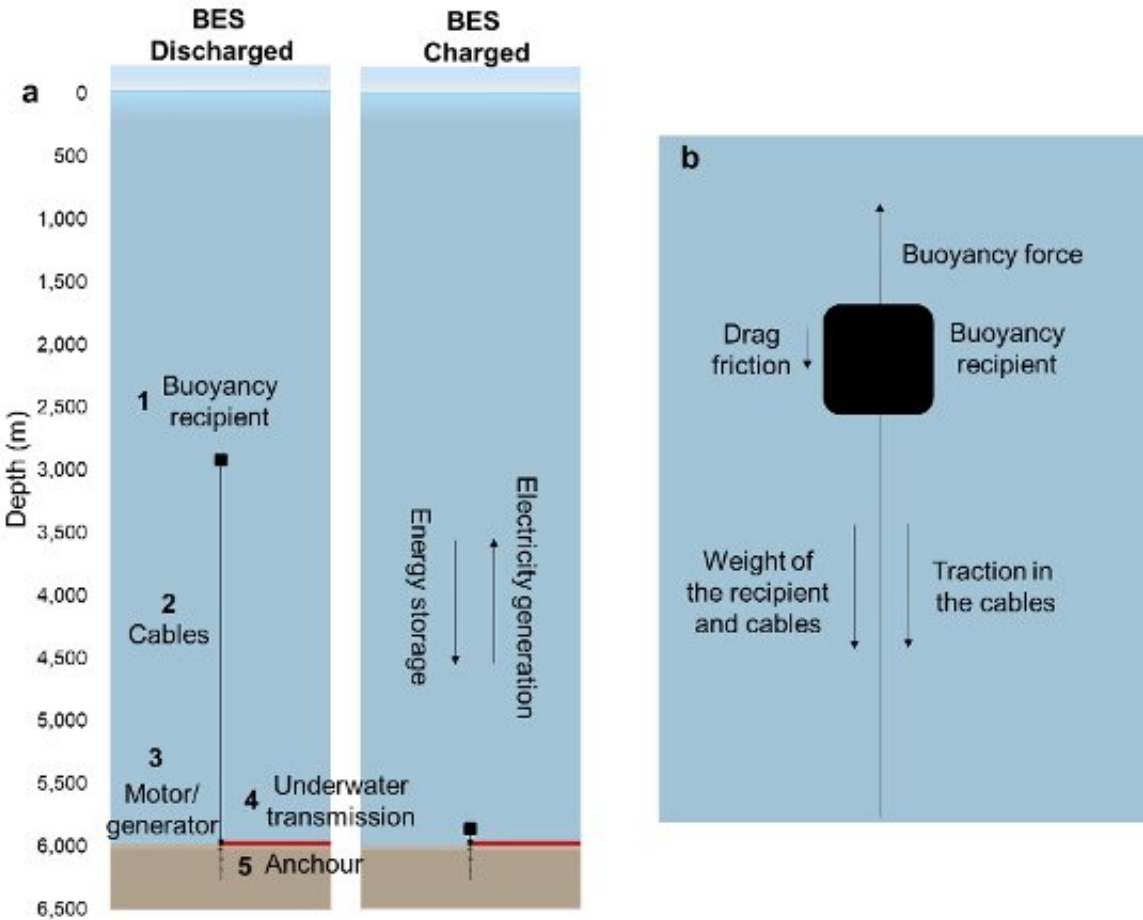 BES
Discharged
BES
Charged
a
0
500
1,000
1,500
2,000
2,500
3,000
3,500
4,000
4,500
5,000
5,500
6,000
6,500
Depth (m)
1 Buoyancy
recipient
2
Cables
3
Motor/
generator
4 Underwater
transmission
5 Anchour
Energy storage
Electricity generation
b
Buoyancy force
Drag
friction
Buoyancy
recipient
Weight of
the recipient
and cables
Traction in
the cables